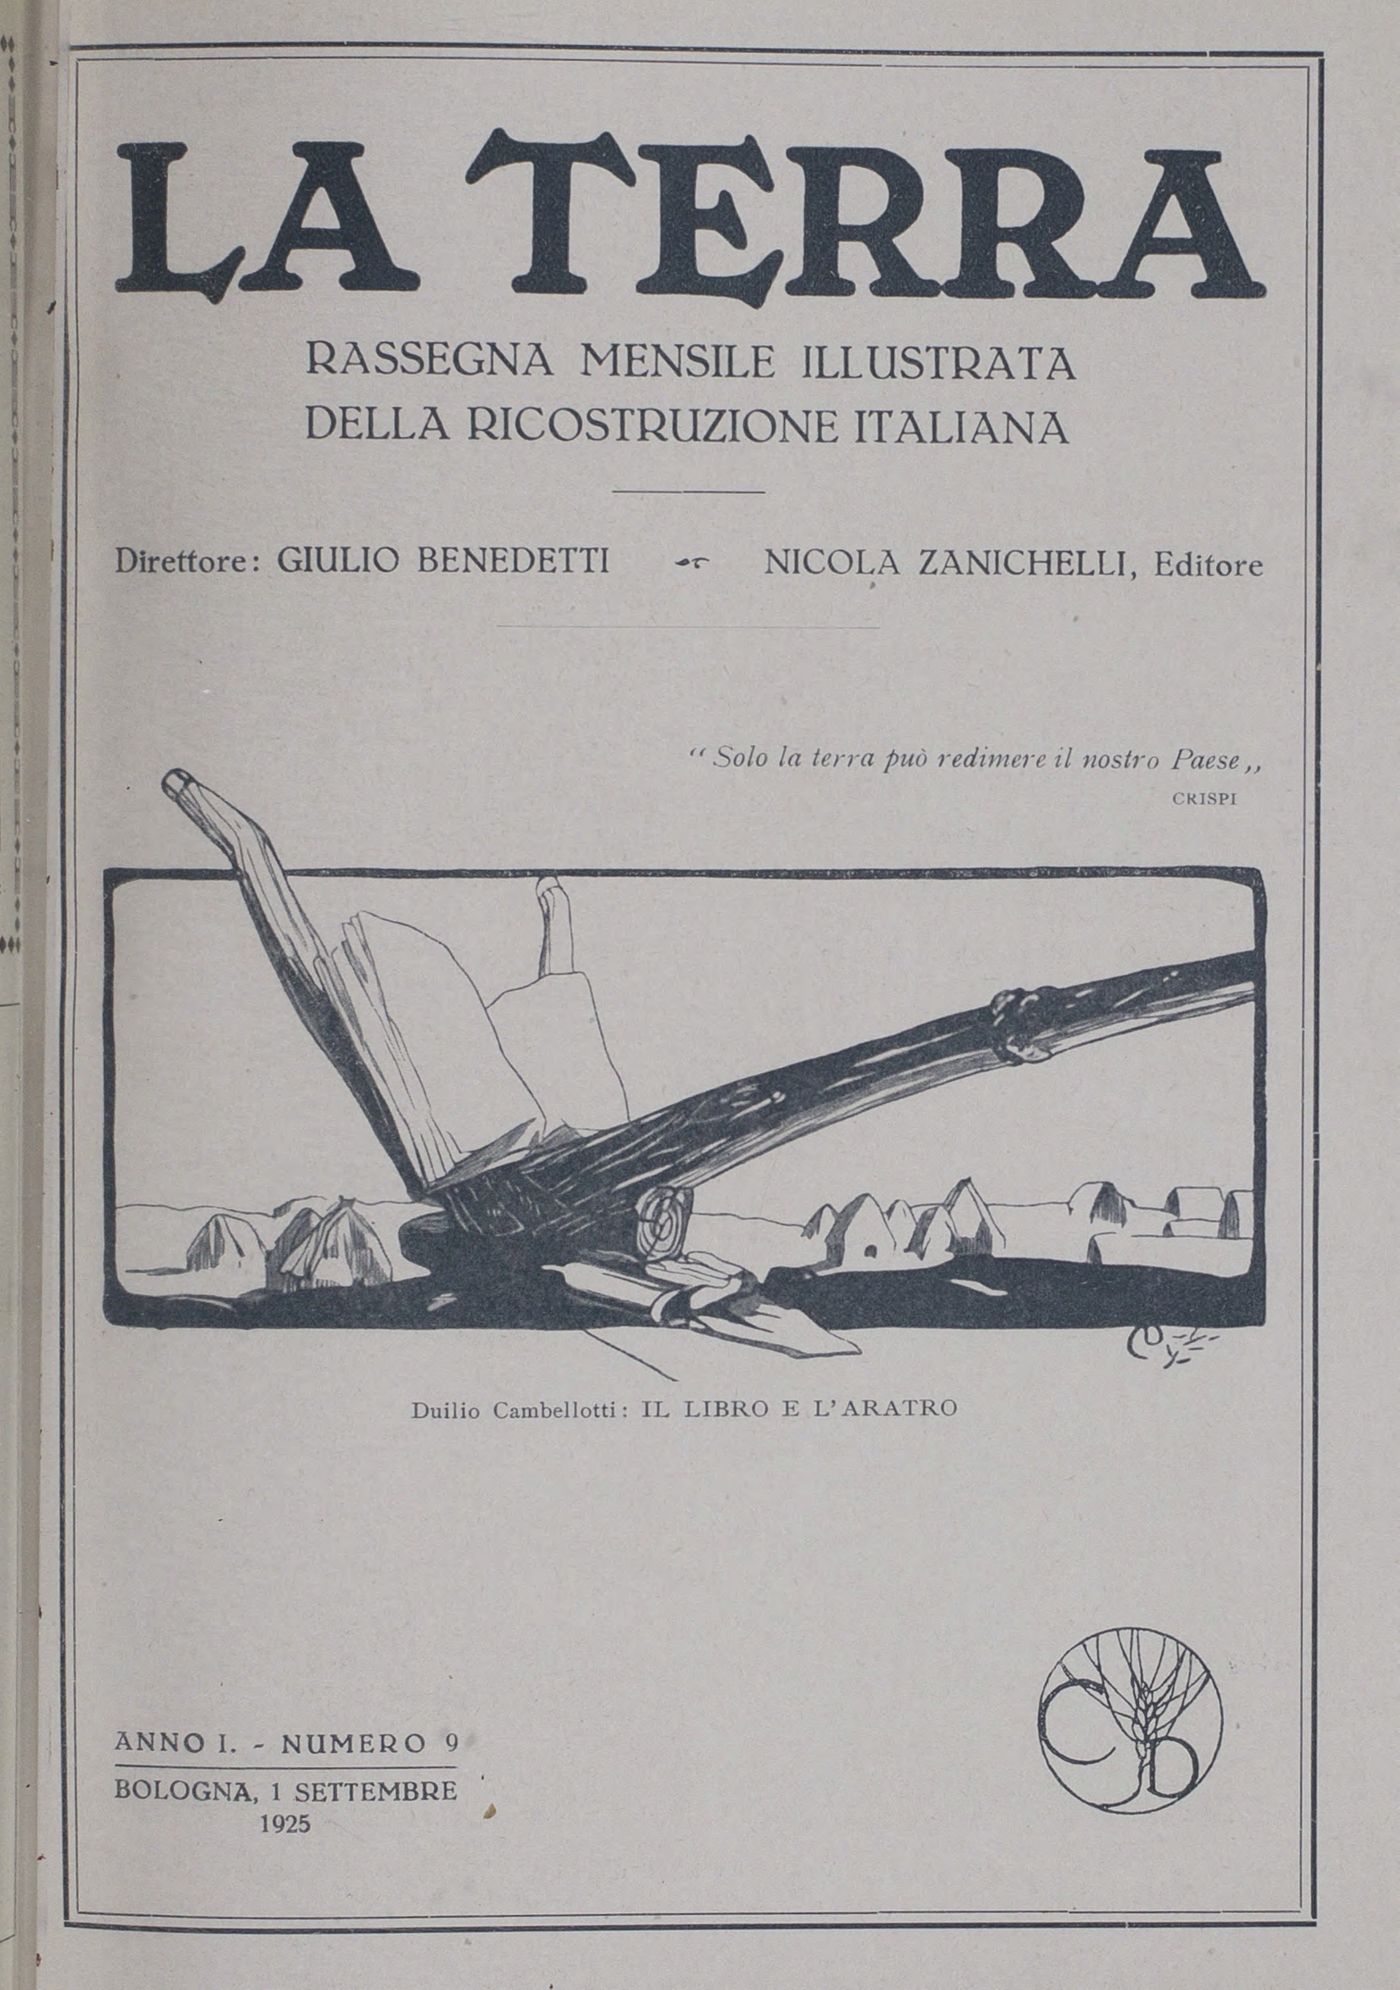 LA TERRA
RASSEGNA MENSILE ILLUSTRATA
DELLA RICOSTRUZIONE ITALIANA
Direttore: GIULIO BENEDETTI NICOLA ZANICHELLI, Editore
“ Solo la terra può redimere il nostro Paese „
CRISPI
Duilio Cambellotti: IL LIBRO E L'ARATRO
ANNO I. - NUMERO 9
BOLOGNA, 1 SETTEMBRE
1925